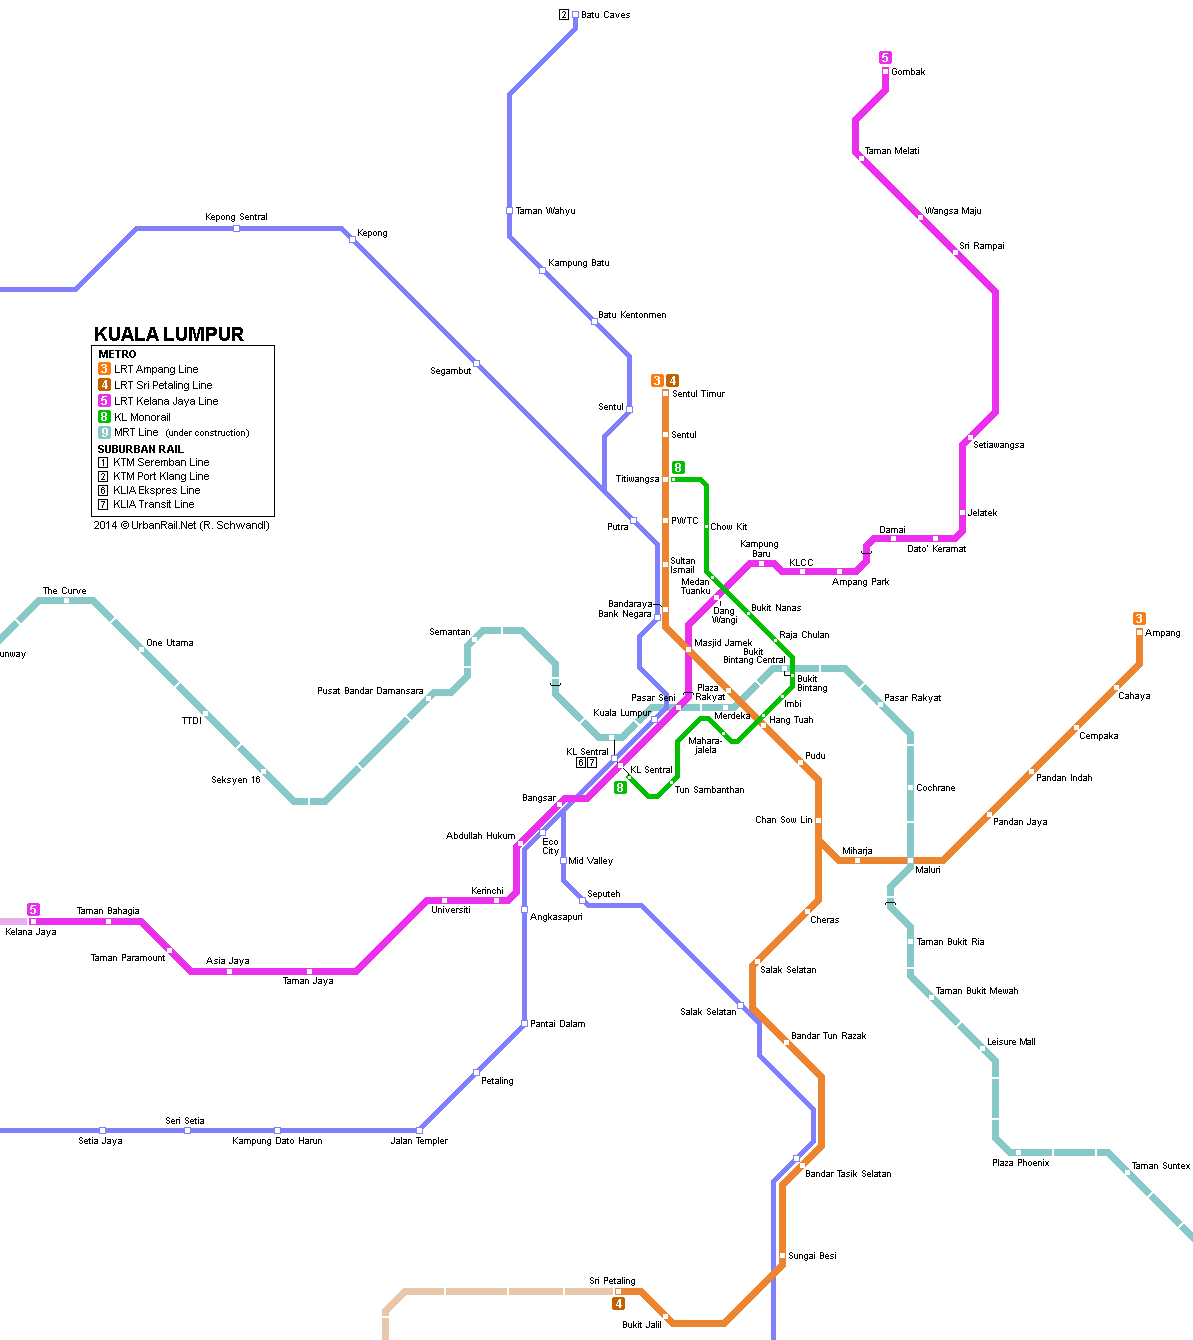 2
Batu Caves
5
Gombak
Taman Melati
Kepong Sentral
Taman Wahyu
Wangsa Maju
Kepong
Sri Rampai
Kampung Batu
Batu Kentonmen
KUALA LUMPUR
METRO
3 LRT Ampang Line
4 LRT Sri Petaling Line
5 LRT Kelana Jaya Line
8 KL Monorail
9 MRT Line (under construction)
SUBURBAN RAIL
1 KTM Seremban Line
2 KTM Port Klang Line
6 KLIA Ekspres Line
7 KLIA Transit Line
2014 © UrbanRail.Net (R. Schwandl)
Segambut
3 4
Sentul Timur
Sentul
Sentul
Setiawangsa
8
Titiwangsa
Jelatek
Putra
PWTC
Chow Kit
Damai
Dato' Keramat
Kampung
Baru
KLCC
Ampang Park
Sultan
Ismail
Medan
Tuanku
The Curve
Bandaraya
Bank Negara
Dang
Wangi
Bukit Nanas
3
Ampang
Semantan
One Utama
unway
Masjid Jamek
Raja Chulan
Bukit
Bintang Central
Bukit
Bintang
Pusat Bandar Damansara
Pasar Seni
Plaza
Rakyat
Imbi
Pasar Rakyat
Cahaya
TTDI
Kuala Lumpur
Merdeka
Hang Tuah
Cempaka
Mahara-
jalela
KL Sentral
6 7
KL Sentral
8
Pudu
Seksyen 16
Tun Sambanthan
Pandan Indah
Cochrane
Bangsar
Chan Sow Lin
Pandan Jaya
Abdullah Hukum
Eco
City
Miharja
Maluri
Mid Valley
Kerinchi
Seputeh
Universiti
5
Kelana Jaya
Taman Bahagia
Angkasapuri
Cheras
Taman Paramount
Asia Jaya
Taman Jaya
Taman Bukit Ria
Salak Selatan
Salak Selatan
Taman Bukit Mewah
Pantai Dalam
Bandar Tun Razak
Leisure Mall
Petaling
Seri Setia
Setia Jaya
Kampung Dato Harun
Jalan Templer
Plaza Phoenix
Taman Suntex
Bandar Tasik Selatan
Sungai Besi
Sri Petaling
4
Bukit Jalil